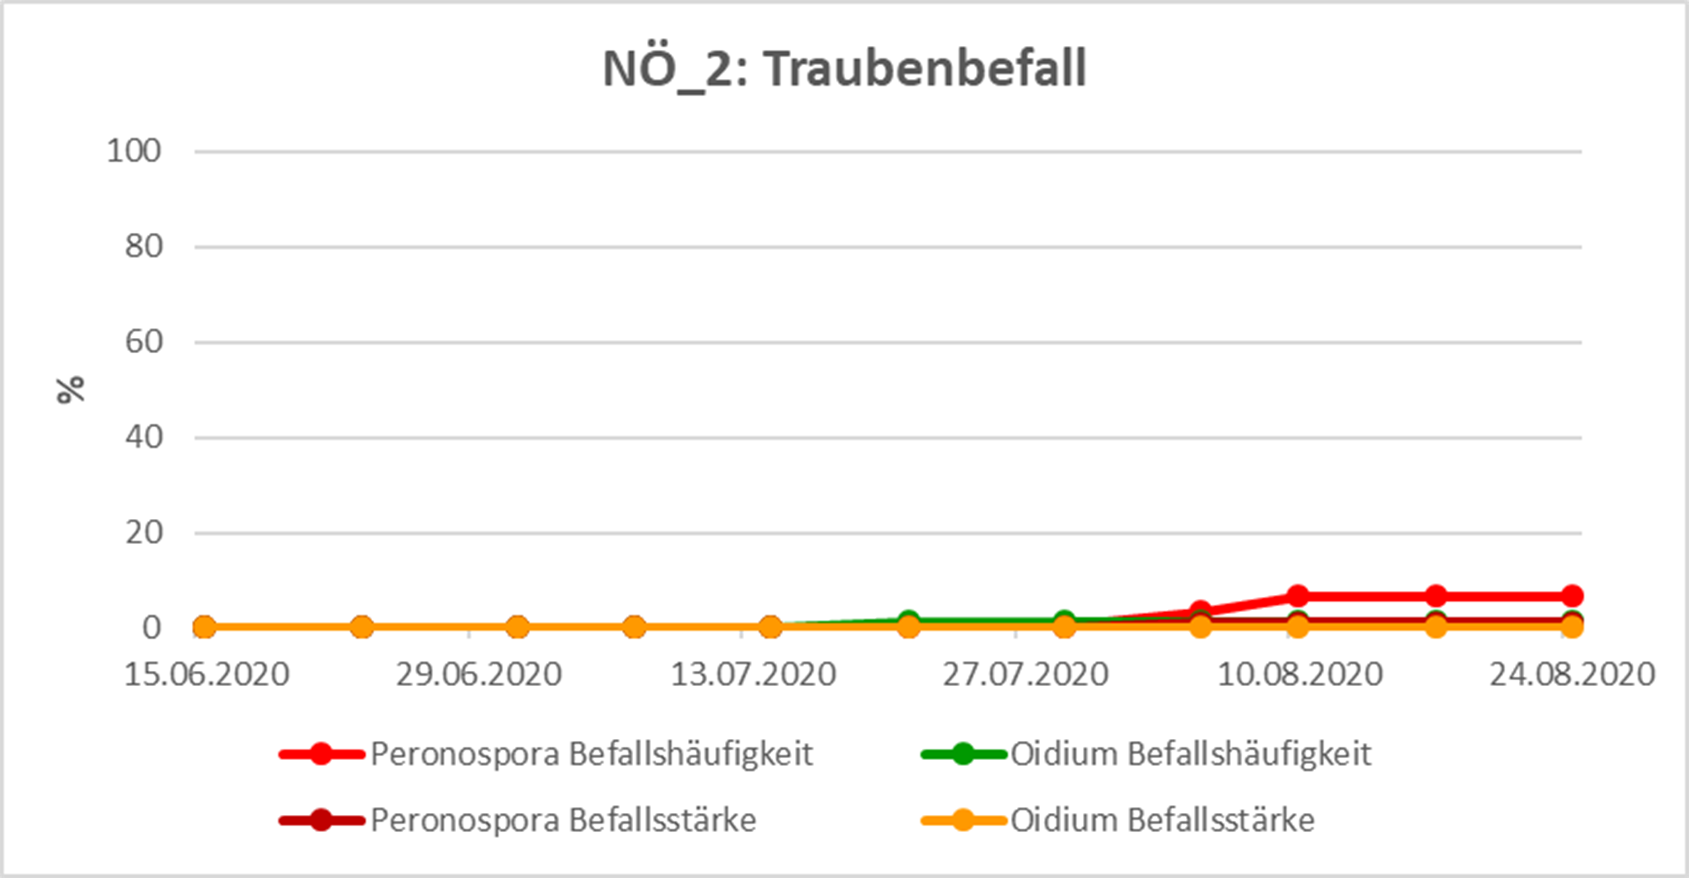 NÖ_2: Traubenbefall
100
80
60
%
40
20
0
15.06.2020 29.06.2020 13.07.2020 27.07.2020 10.08.2020 24.08.2020
Peronospora Befallshäufigkeit Oidium Befallshäufigkeit
Peronospora Befallsstärke Oidium Befallsstärke